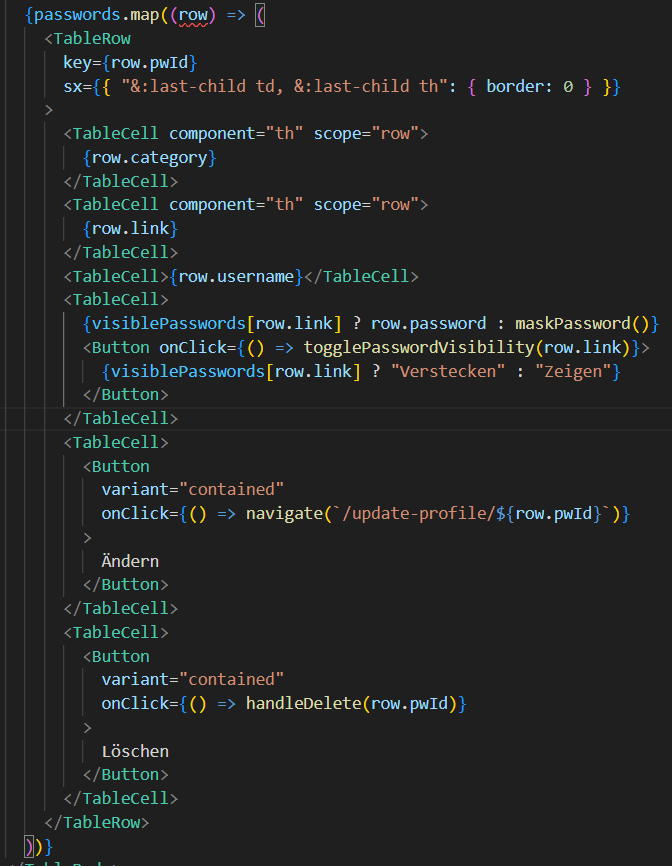 {passwords.map((row) => (
<TableRow
key={row.pwId}
sx={{ "&:last-child td, &:last-child th": { border: 0 } }}
>
<TableCell component="th" scope="row">
{row.category}
</TableCell>
<TableCell component="th" scope="row">
{row.link}
</TableCell>
<TableCell>{row.username}</TableCell>
<TableCell>
{visiblePasswords[row.link] ? row.password : maskPassword()}
<Button onClick={() => togglePasswordVisibility(row.link)}>
{visiblePasswords[row.link] ? "Verstecken" : "Zeigen"}
</Button>
</TableCell>
<TableCell>
<Button
variant="contained"
onClick={() => navigate(`/update-profile/${row.pwId}`)}
>
Ändern
</Button>
</TableCell>
<TableCell>
<Button
variant="contained"
onClick={() => handleDelete(row.pwId)}
>
Löschen
</Button>
</TableCell>
</TableRow>
))}